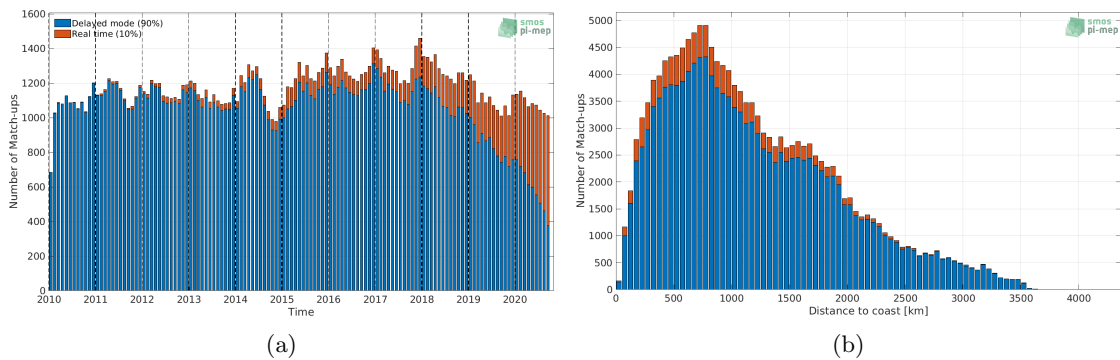 Delayed mode (90%)
Real time (10%)
smos
pi-mep
1600
1400
1200
1000
800
600
400
200
0
Number of Match-ups
2010 2011 2012 2013 2014 2015 2016 2017 2018 2019 2020
Time
(a)
smos
pi-mep
5000
4500
4000
3500
3000
2500
2000
1500
1000
500
0
Number of Match-ups
0 500 1000 1500 2000 2500 3000 3500 4000
Distance to coast [km]
(b)